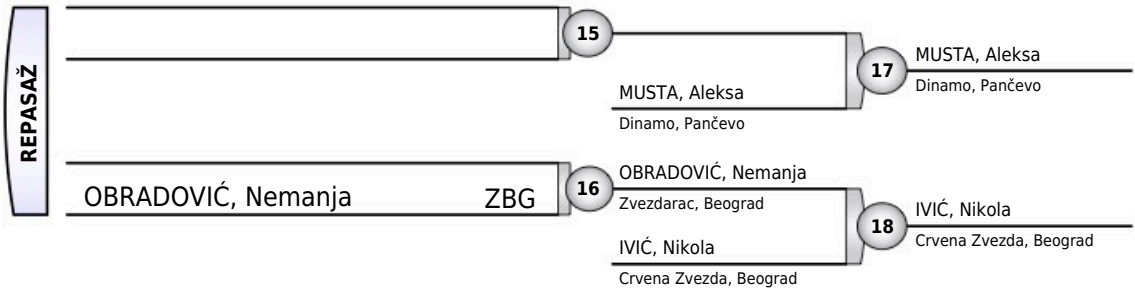 REPASAŽ
15
MUSTA, Aleksa
Dinamo, Pančevo
17
MUSTA, Aleksa
Dinamo, Pančevo
OBRADOVIĆ, Nemanja ZBG
16
OBRADOVIĆ, Nemanja
Zvezdarac, Beograd
IVIĆ, Nikola
Crvena Zvezda, Beograd
18
IVIĆ, Nikola
Crvena Zvezda, Beograd